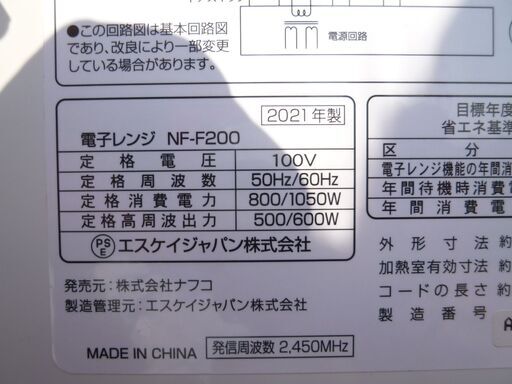 ●この回路図は基本回路図
であり、改良により一部変更
している場合があります。
電源回路
2021年製
電子レンジ NF-F200
定格電圧 100V
定格周波数 50Hz/60Hz
定格消費電力 800/1050W
定格高周波出力 500/600W
PSE エスケイジャパン株式会社
発売元：株式会社ナフコ
製造管理元：エスケイジャパン株式会社
MADE IN CHINA 発信周波数 2,450MHz
目標年度
省エネ基準
区分
電子レンジ機能の年間消
年間待機時消費
年間消費電
外形寸法 約
加熱室有効寸法 約
コードの長さ 約
製造番号 A